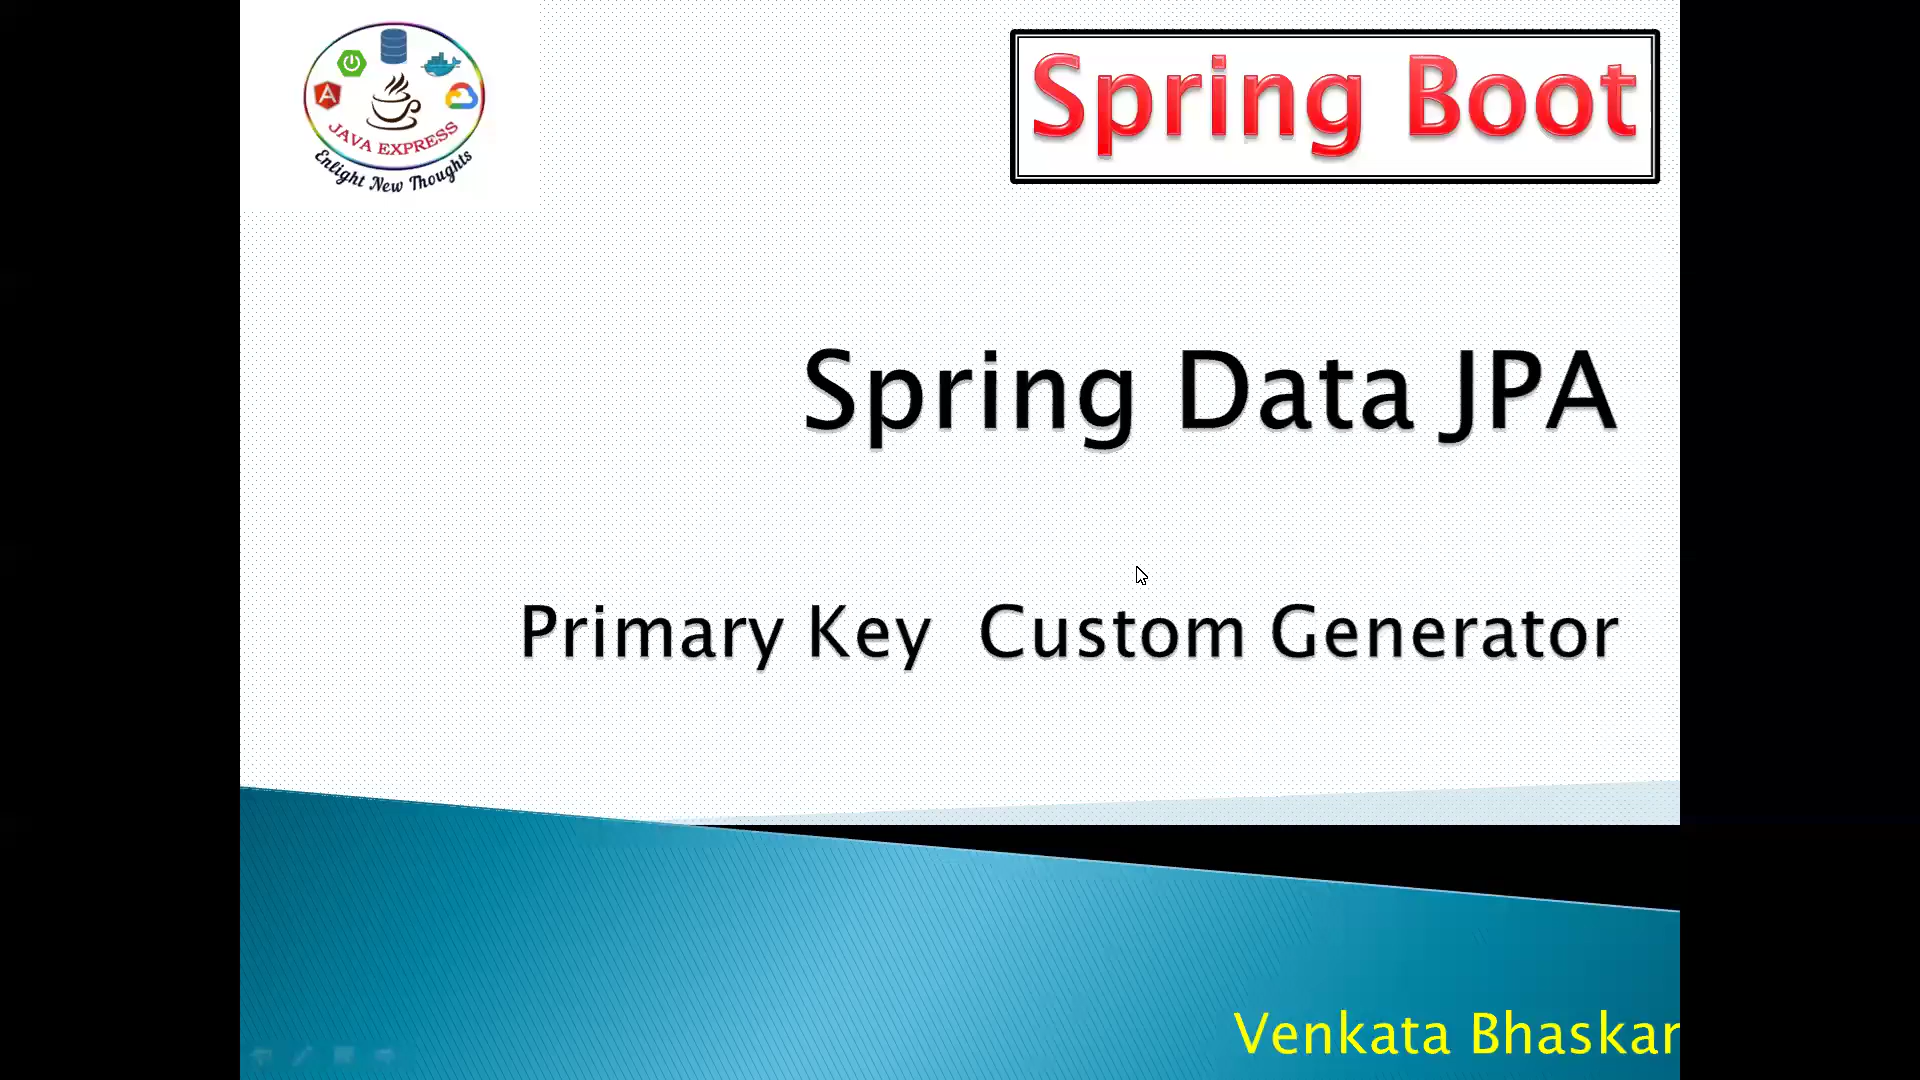 JAVA EXPRESS
Enlight New Thoughts
Spring Boot
Spring Data JPA
Primary Key Custom Generator
Venkata Bhaskar